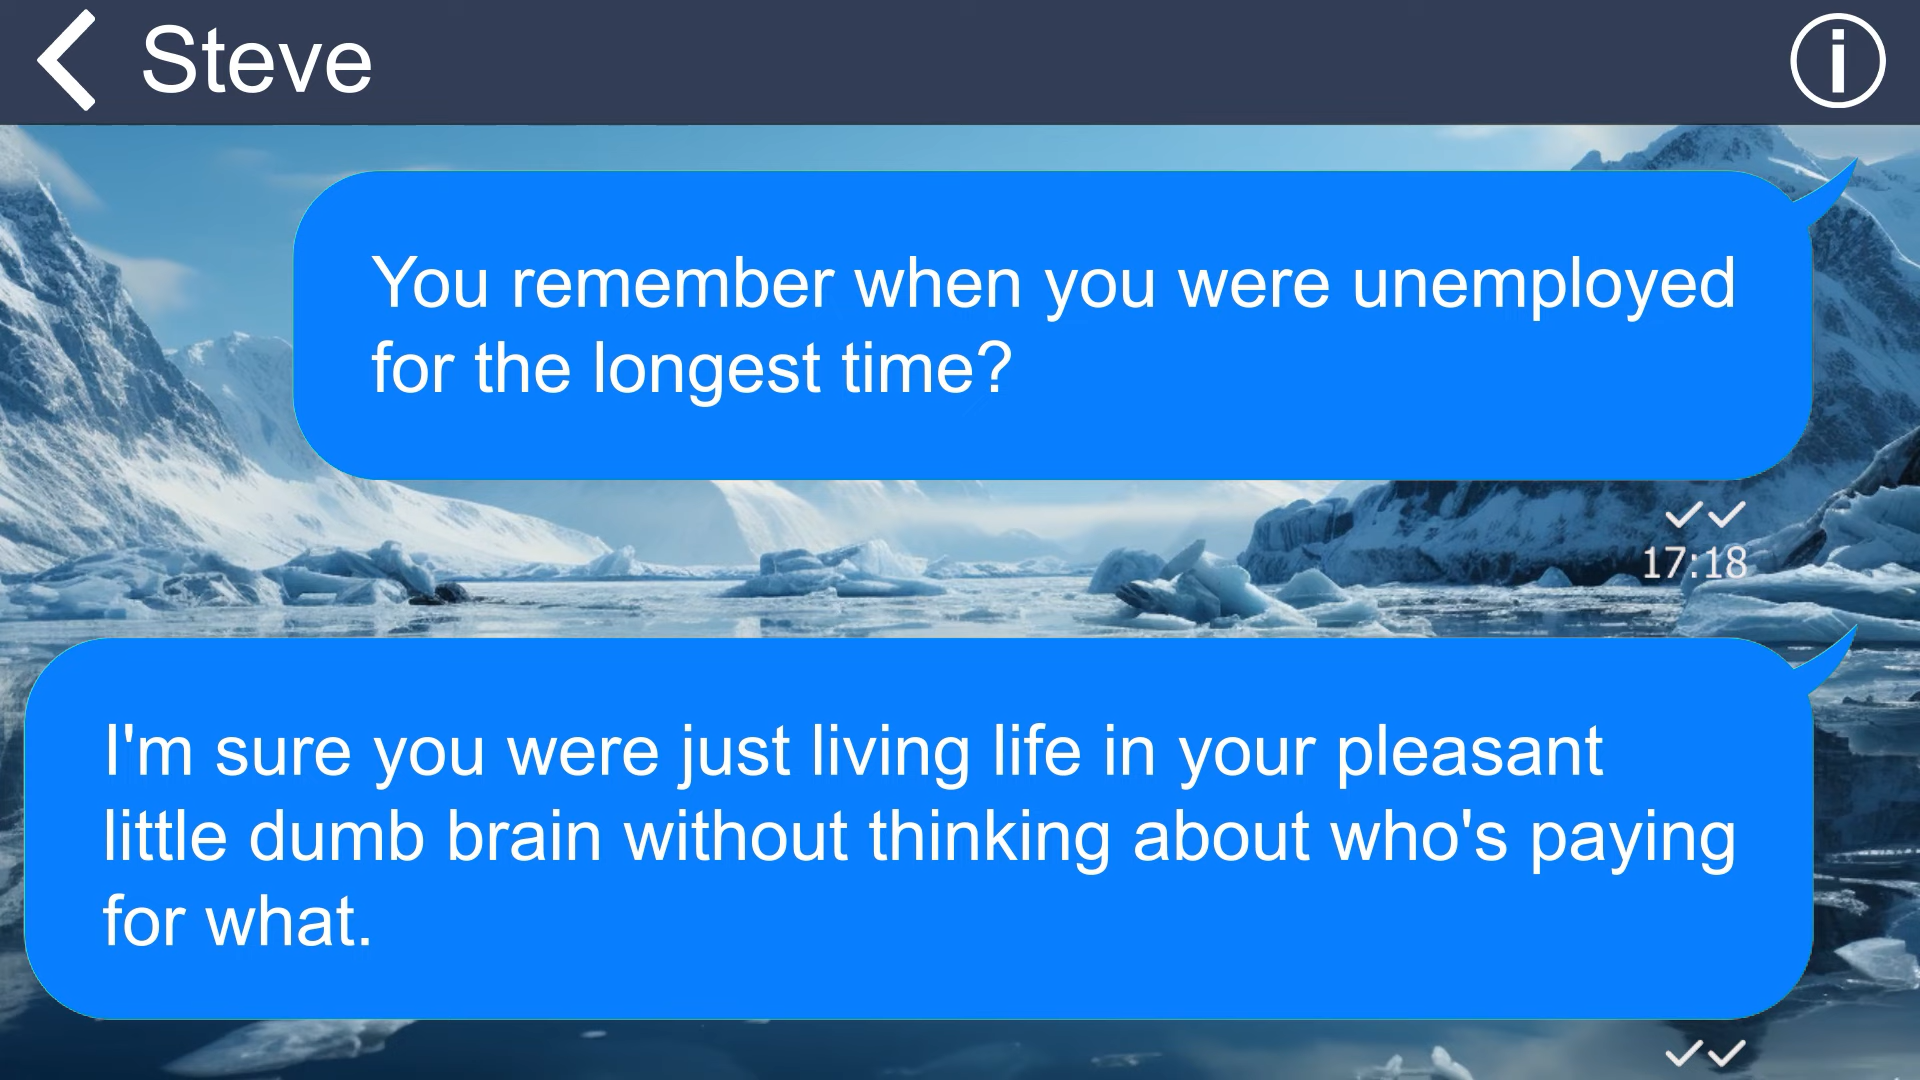 Steve
You remember when you were unemployed
for the longest time?
17:18
I'm sure you were just living life in your pleasant
little dumb brain without thinking about who's paying
for what.